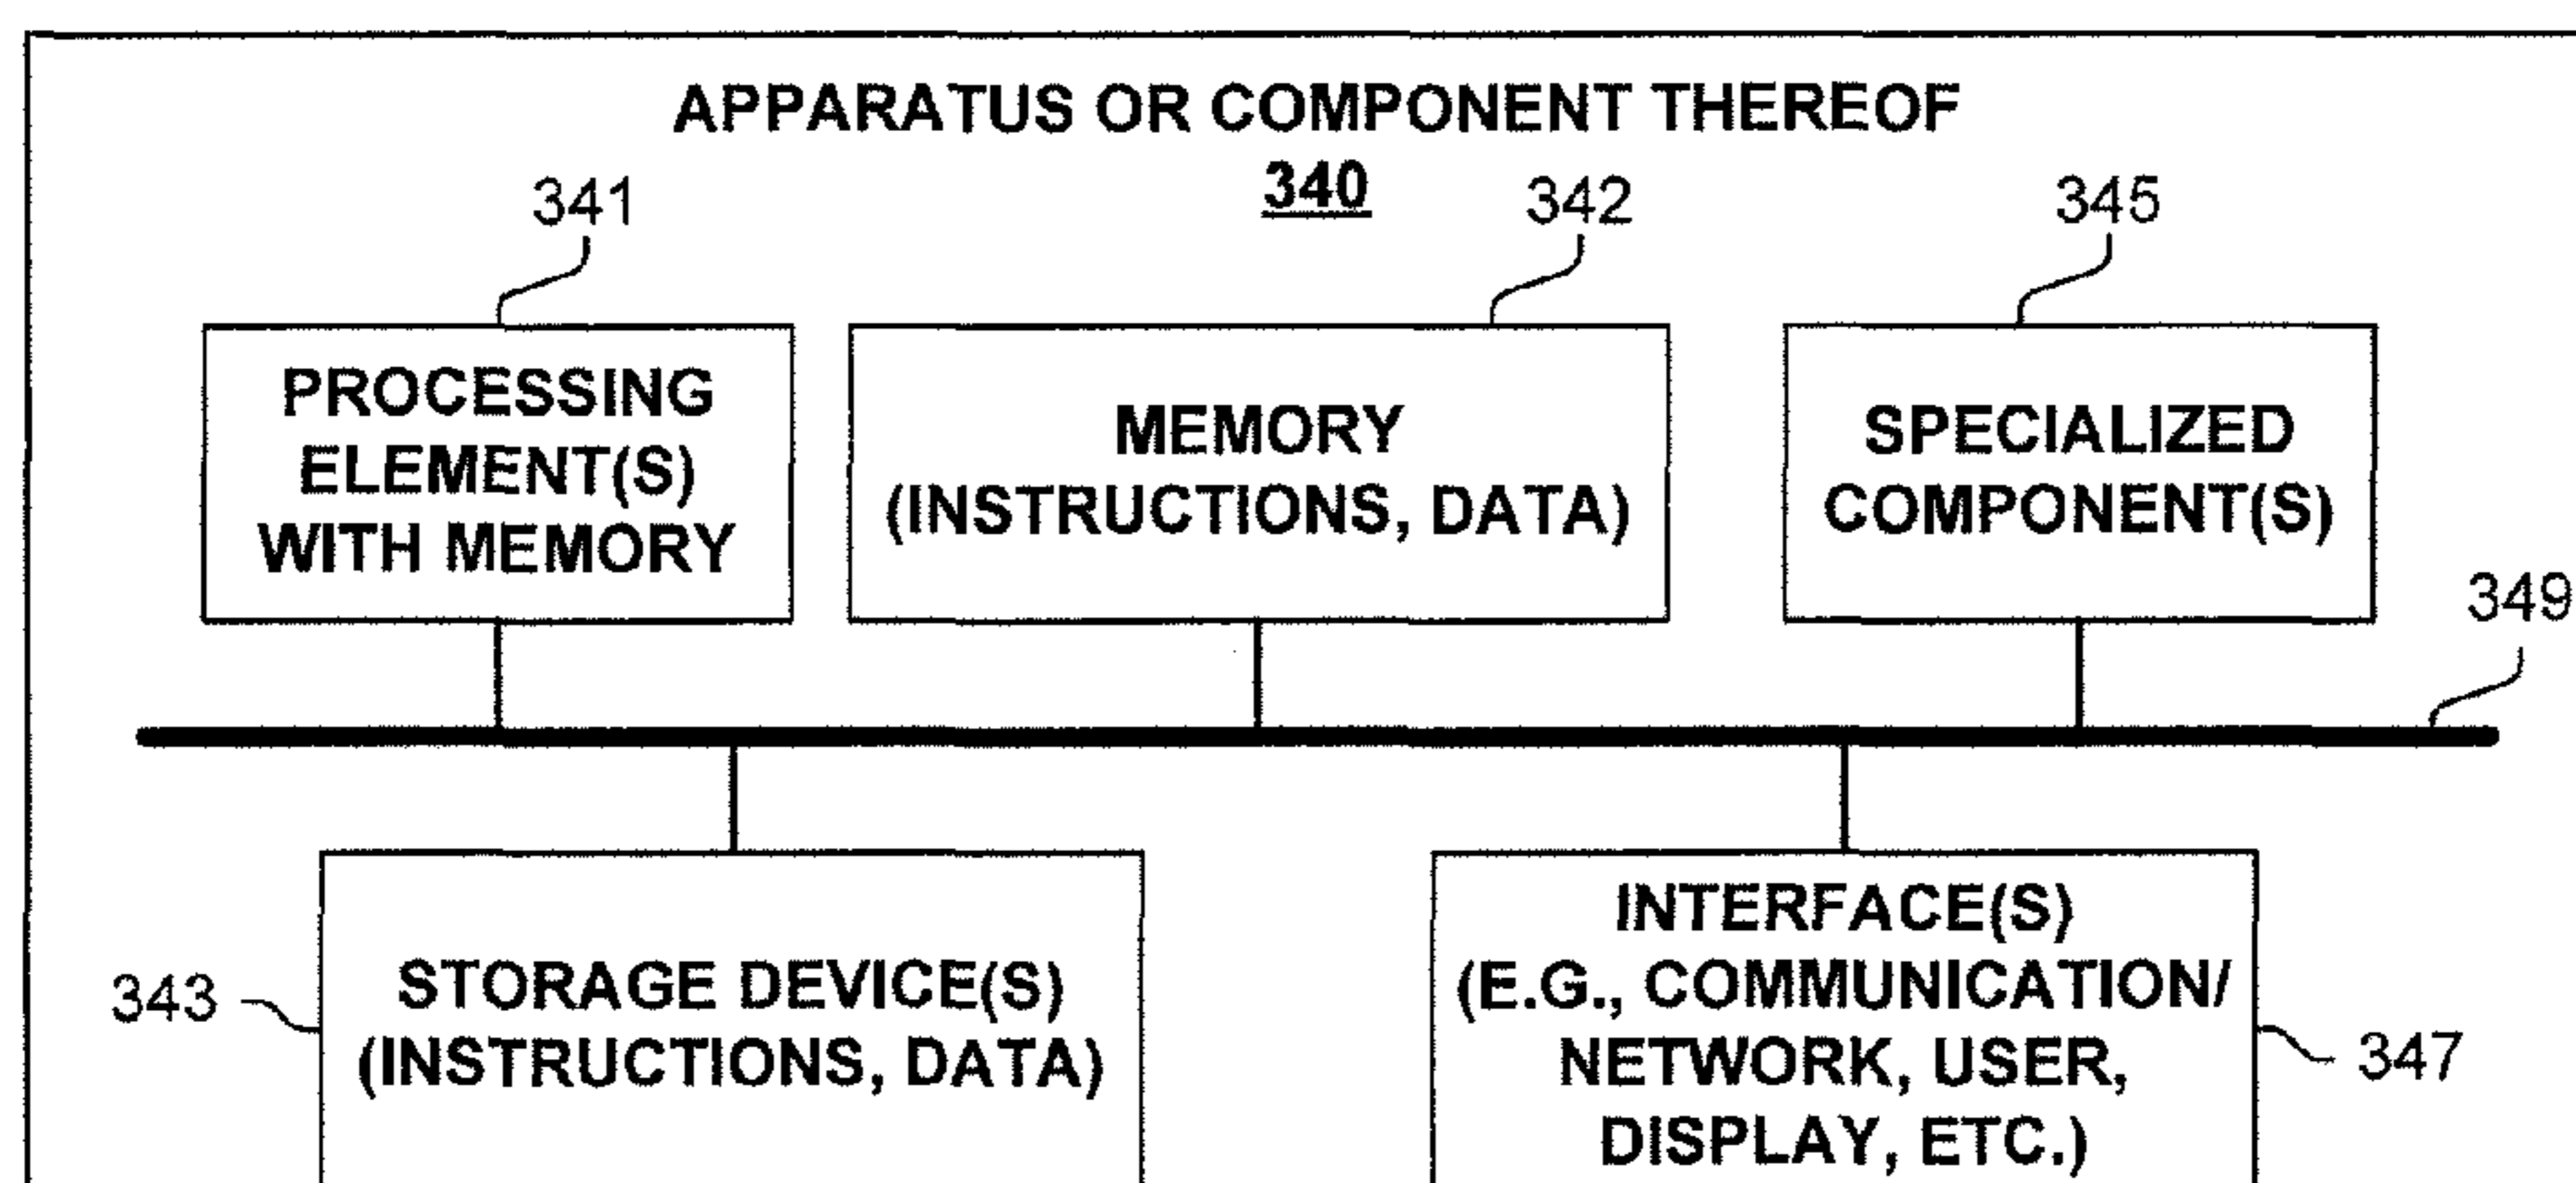 APPARATUS OR COMPONENT THEREOF
340
341
342
345
PROCESSING
ELEMENT(S)
WITH MEMORY
MEMORY
(INSTRUCTIONS, DATA)
SPECIALIZED
COMPONENT(S)
349
343
STORAGE DEVICE(S)
(INSTRUCTIONS, DATA)
INTERFACE(S)
(E.G., COMMUNICATION/
NETWORK, USER,
DISPLAY, ETC.)
347